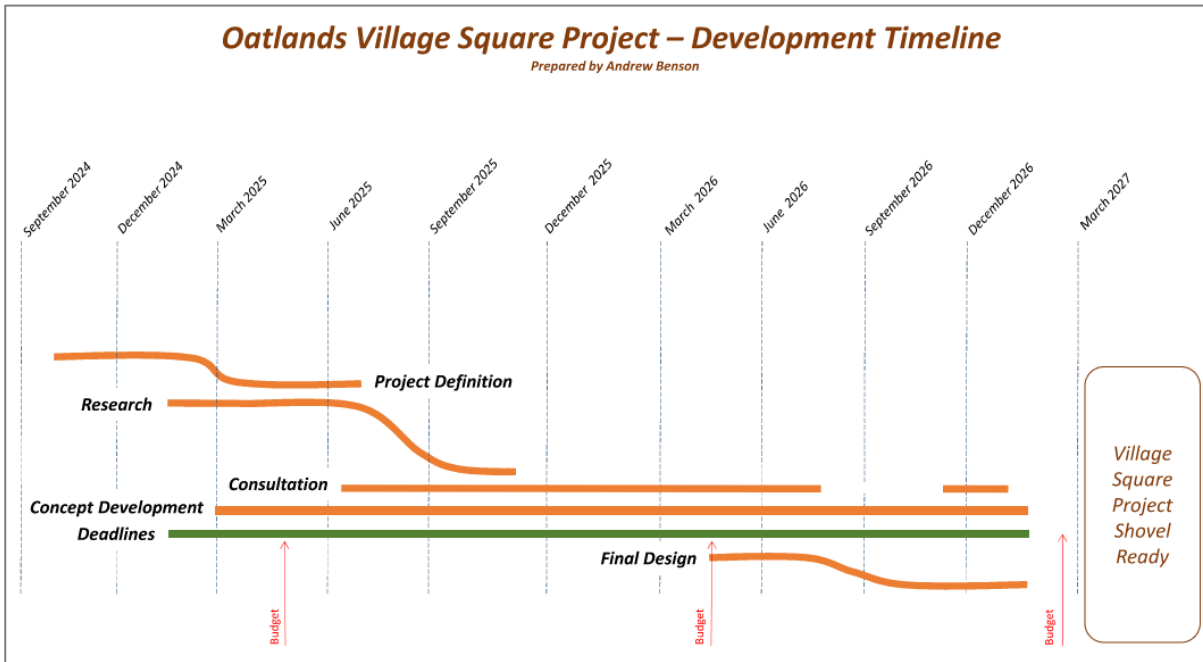 Oatlands Village Square Project – Development Timeline
Prepared by Andrew Benson
September 2024
December 2024
March 2025
June 2025
September 2025
December 2025
March 2026
June 2026
September 2026
December 2026
March 2027
Project Definition
Research
Consultation
Concept Development
Deadlines
Final Design
Budget
Budget
Budget
Village
Square
Project
Shovel
Ready